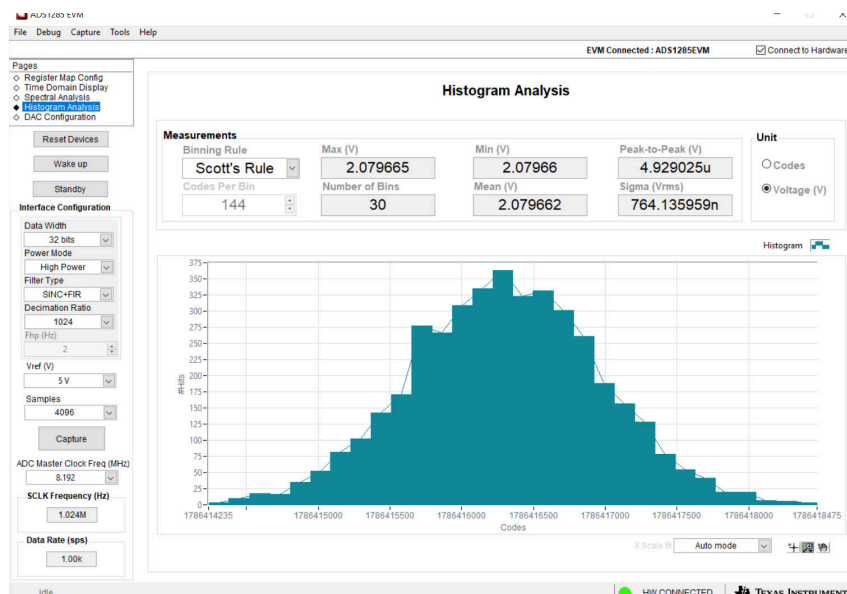 ADS1285 EVM
File Debug Capture Tools Help
EVM Connected : ADS1285EVM
Connect to Hardware
Pages
Register Map Config
Time Domain Display
Spectral Analysis
Histogram Analysis
DAC Configuration
Reset Devices
Wake up
Standby
Interface Configuration
Data Width
32 bits
Power Mode
High Power
Filter Type
SINC+FIR
Decimation Ratio
1024
Fhp (Hz)
2
Vref (V)
5 V
Samples
4096
Capture
ADC Master Clock Freq (MHz)
8.192
SCLK Frequency (Hz)
1.024M
Data Rate (sps)
1.00k
Histogram Analysis
Measurements
Binning Rule
Scott's Rule
Max (V)
2.079665
Min (V)
2.07966
Peak-to-Peak (V)
4.929025u
Codes Per Bin
144
Number of Bins
30
Mean (V)
2.079662
Sigma (Vrms)
764.135959n
Unit
Codes
Voltage (V)
Histogram
375
350
325
300
275
250
225
200
175
150
125
100
75
50
25
0
#Hits
1786414235 1786415000 1786415500 1786416000 1786416500 1786417000 1786417500 1786418000 1786418475
Codes
X Scale fit
Auto mode
Idle
HW CONNECTED
TEXAS INSTRUMENT